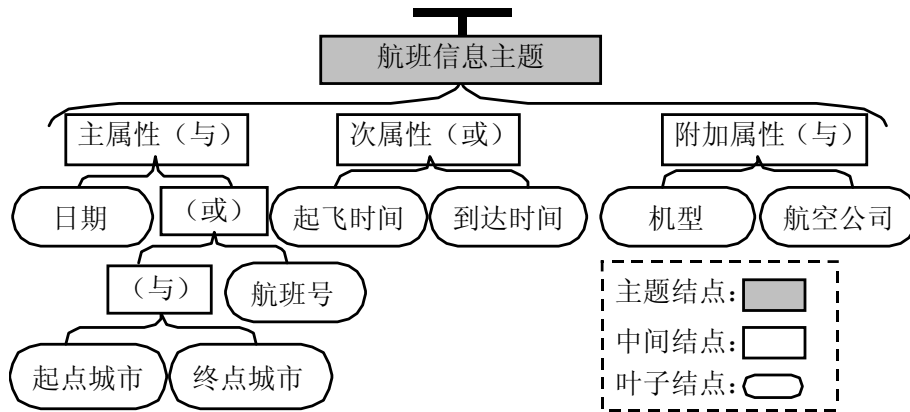 航班信息主题
主属性（与）
次属性（或）
附加属性（与）
日期
（或）
起飞时间
到达时间
机型
航空公司
（与）
航班号
起点城市
终点城市
主题结点：
中间结点：
叶子结点：